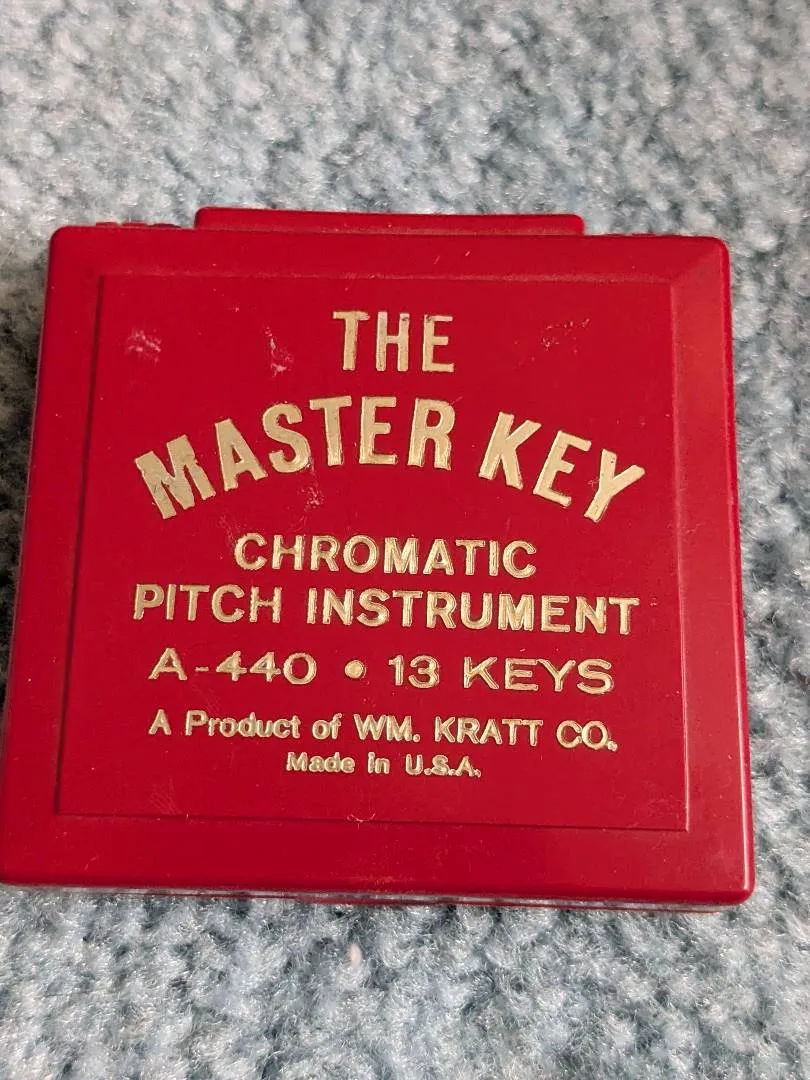 THE
MASTER KEY
CHROMATIC
PITCH INSTRUMENT
A-440 • 13 KEYS
A Product of WM. KRATT CO.
Made in U.S.A.